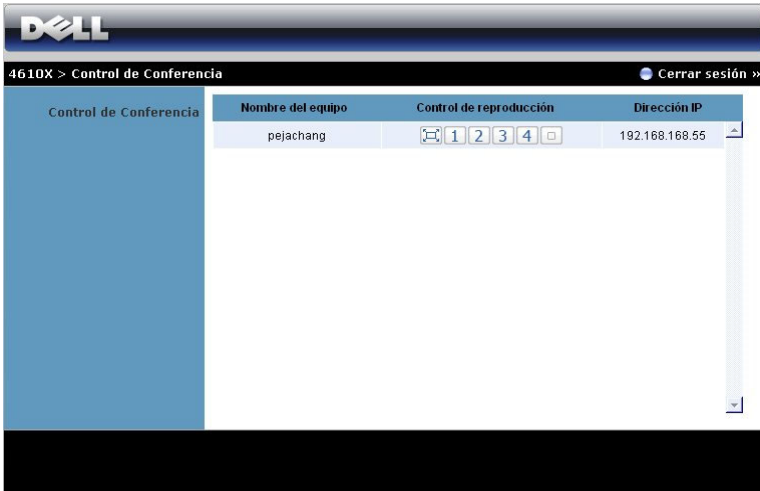 DELL
4610X > Control de Conferencia
Cerrar sesión »
Control de Conferencia
Nombre del equipo Control de reproducción Dirección IP
pejachang 1 2 3 4 192.168.168.55